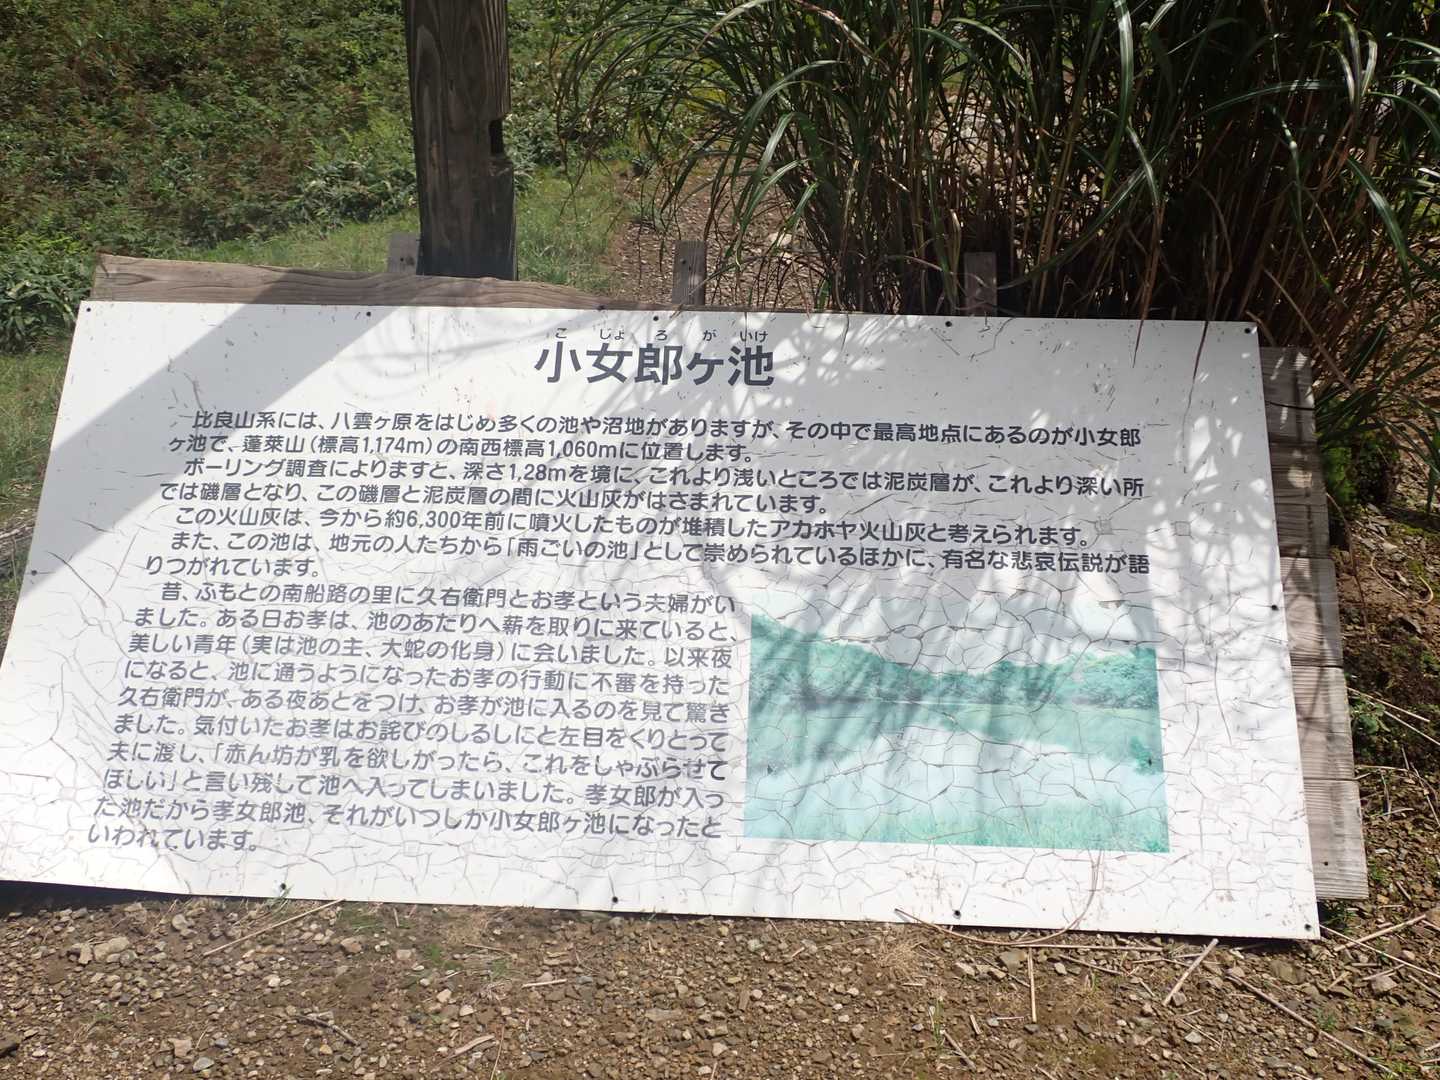 こ じょ ろ が いけ
小女郎ヶ池
比良山系には、八雲ヶ原をはじめ多くの池や沼地がありますが、その中で最高地点にあるのが小女郎
ヶ池で、蓬萊山(標高1,174m)の南西標高1,060mに位置します。
ボーリング調査によりますと、深さ1,28mを境に、これより浅いところでは泥炭層が、これより深い所
では磯層となり、この磯層と泥炭層の間に火山灰がはさまれています。
この火山灰は、今から約6,300年前に噴火したものが堆積したアカホヤ火山灰と考えられます。
また、この池は、地元の人たちから「雨ごいの池」として崇められているほかに、有名な悲哀伝説が語
りつがれています。
昔、ふもとの南船路の里に久右衛門とお孝という夫婦がい
ました。ある日お孝は、池のあたりへ薪を取りに来ていると、
美しい青年(実は池の主、大蛇の化身)に会いました。以来夜
になると、池に通うようになったお孝の行動に不審を持った
久右衛門が、ある夜あとをつけ、お孝が池に入るのを見て驚き
ました。気付いたお孝はお詫びのしるしにと左目をくりとって
夫に渡し、「赤ん坊が乳を欲しがったら、これをしゃぶらせて
ほしい」と言い残して池へ入ってしまいました。孝女郎が入っ
た池だから孝女郎池、それがいつしか小女郎ヶ池になったと
いわれています。